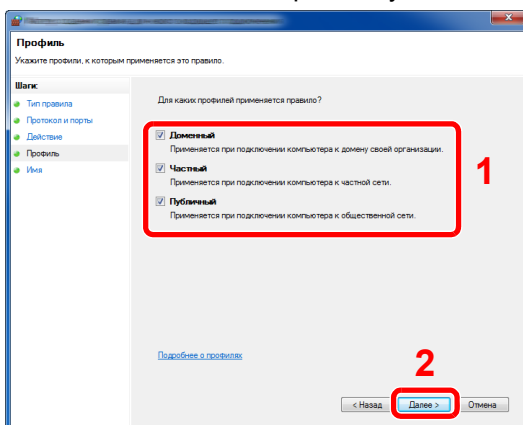 Профиль
Укажите профили, к которым применяется это правило.
Шаги:
Тип правила
Протокол и порты
Действие
Профиль
Имя
Для каких профилей применяется правило?
Доменный
Применяется при подключении компьютера к домену своей организации.
Частный
Применяется при подключении компьютера к частной сети.
Публичный
Применяется при подключении компьютера к общественной сети.
1
Подробнее о профилях
2
< Назад
Далее >
Отмена